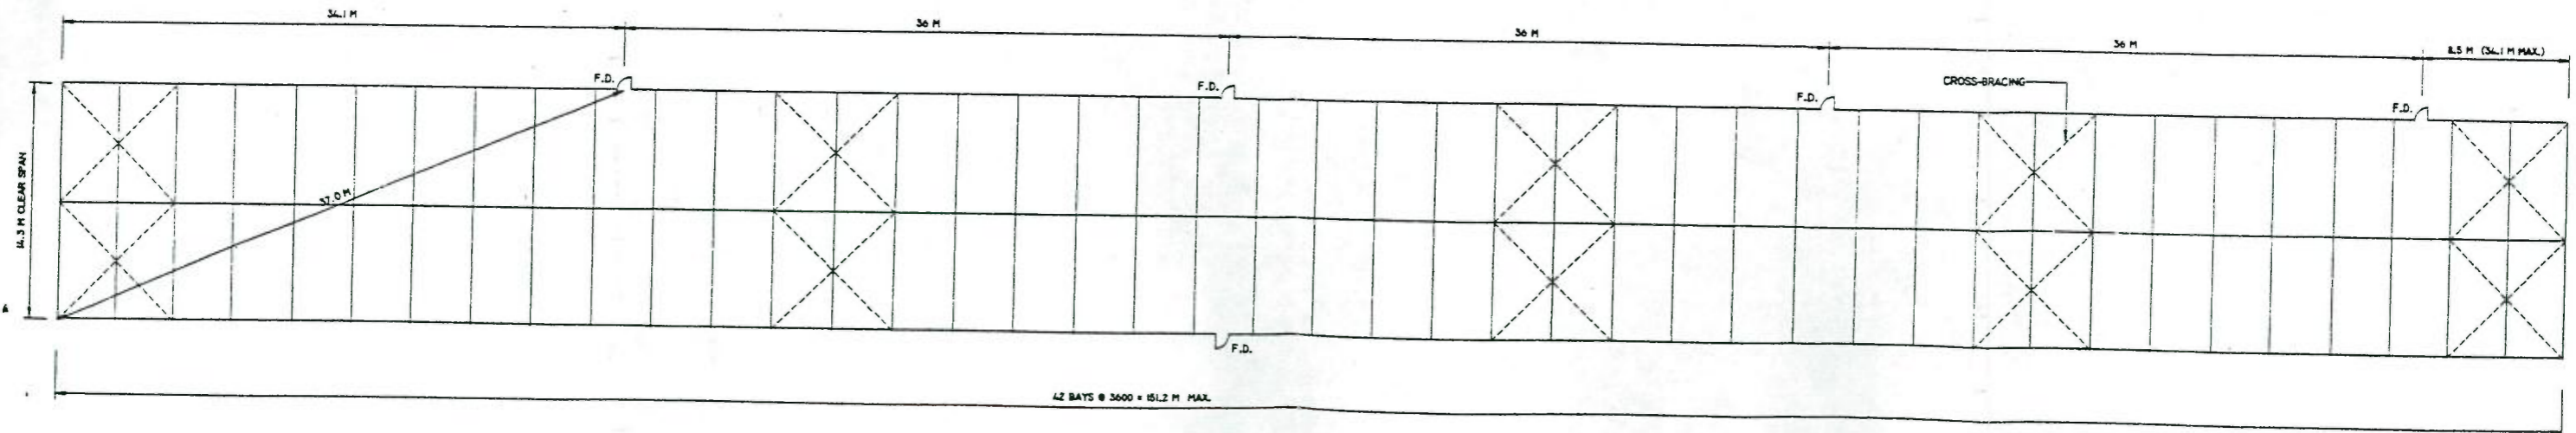 34.1 M
36 M
36 M
36 M
8.5 M (34.1 M MAX.)
F.D.
F.D.
F.D.
CROSS-BRACING
F.D.
14.3 M CLEAR SPAN
37.0 M
F.D.
42 BAYS @ 3600 = 151.2 M MAX.